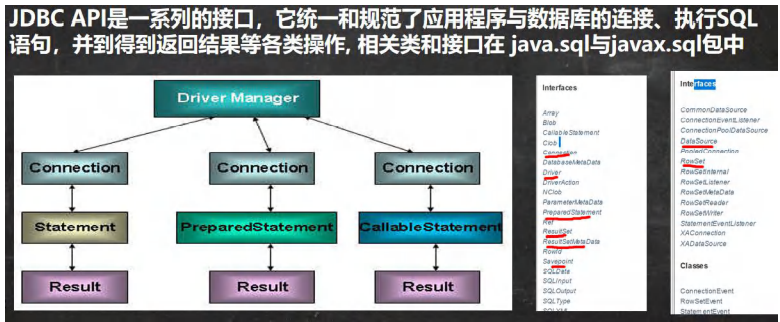 JDBC API是一系列的接口，它统一和规范了应用程序与数据库的连接、执行SQL
语句，并到得到返回结果等各类操作, 相关类和接口在 java.sql与javax.sql包中
Driver Manager
Connection
Connection
Connection
Statement
PreparedStatement
CallableStatement
Result
Result
Result
Interfaces
Array
Blob
CallableStatement
Clob
Connection
DatabaseMetaData
Driver
DriverAction
NClob
ParameterMetaData
PreparedStatement
Ref
ResultSet
ResultSetMetaData
RowId
Savepoint
SQLData
SQLInput
SQLOutput
SQLType
SQLXML
Interfaces
CommonDataSource
ConnectionEventListener
ConnectionPoolDataSource
DataSource
PooledConnection
RowSet
RowSetInternal
RowSetListener
RowSetMetaData
RowSetReader
RowSetWriter
StatementEventListener
XAConnection
XADataSource
Classes
ConnectionEvent
RowSetEvent
StatementEvent